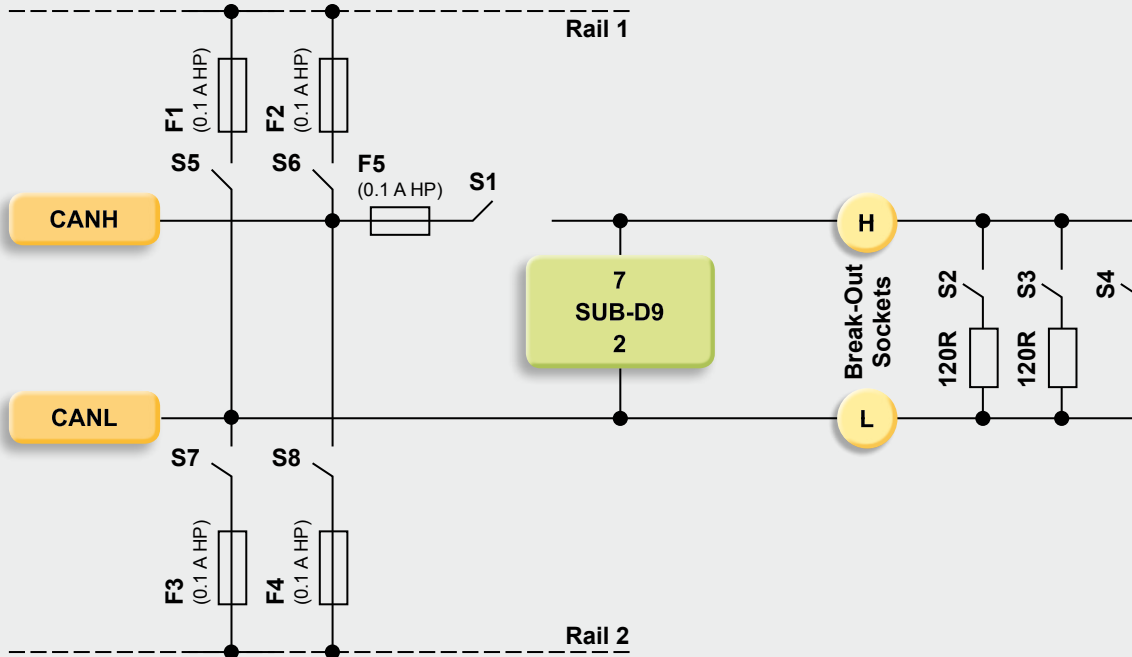 Rail 1
F1
(0.1 A HP)
F2
(0.1 A HP)
S5
S6
F5
(0.1 A HP)
S1
CANH
H
7
SUB-D9
2
Break-Out
Sockets
S2
S3
S4
120R
120R
CANL
L
S7
S8
F3
(0.1 A HP)
F4
(0.1 A HP)
Rail 2